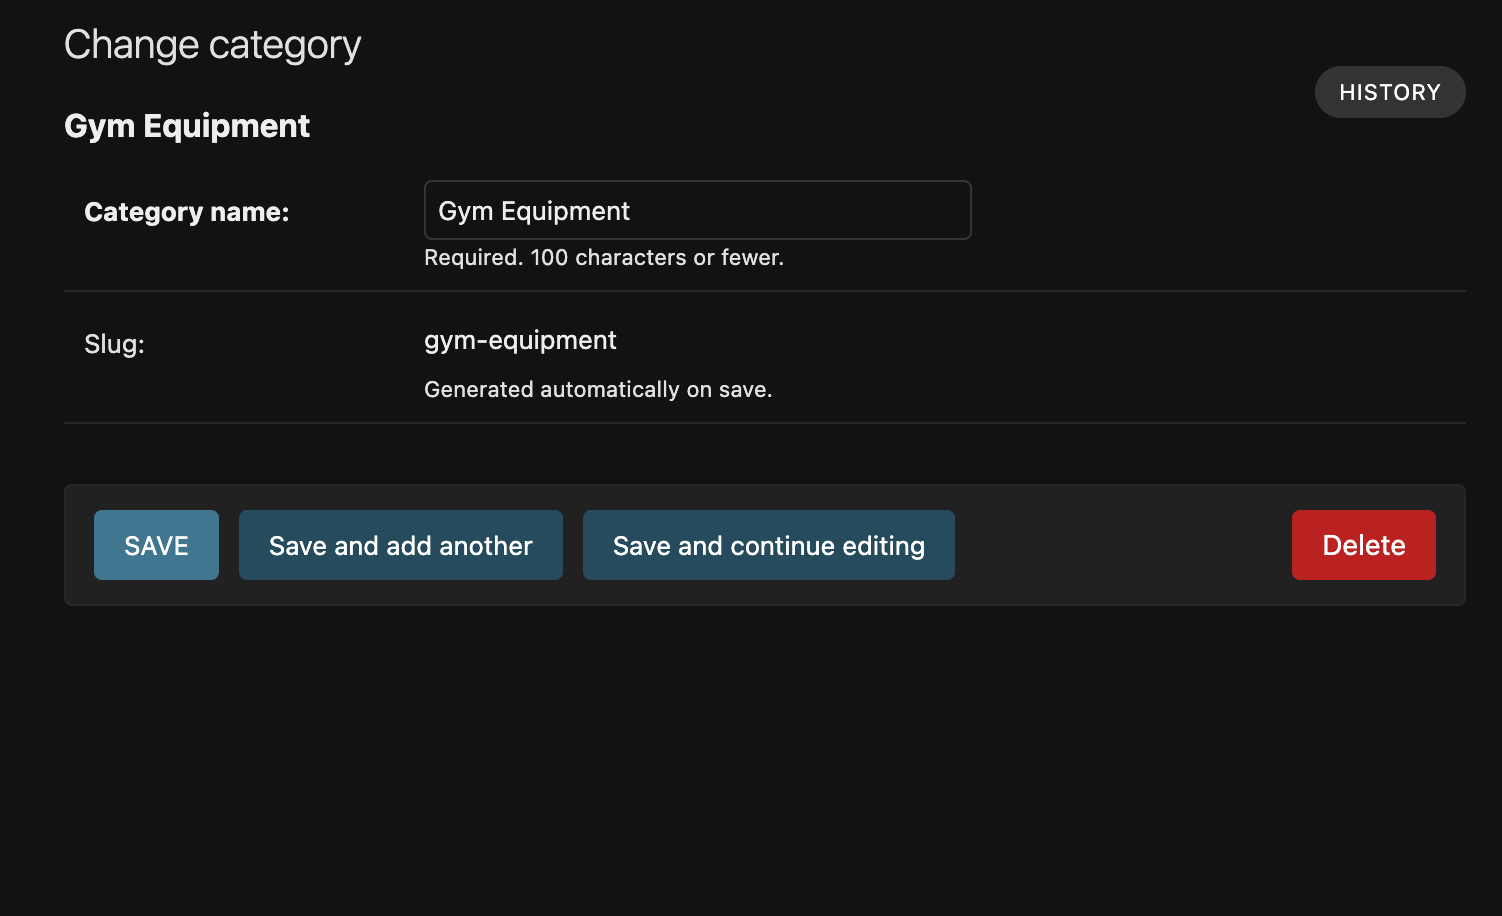 Change category
HISTORY
Gym Equipment
Category name:
Gym Equipment
Required. 100 characters or fewer.
Slug:
gym-equipment
Generated automatically on save.
SAVE
Save and add another
Save and continue editing
Delete